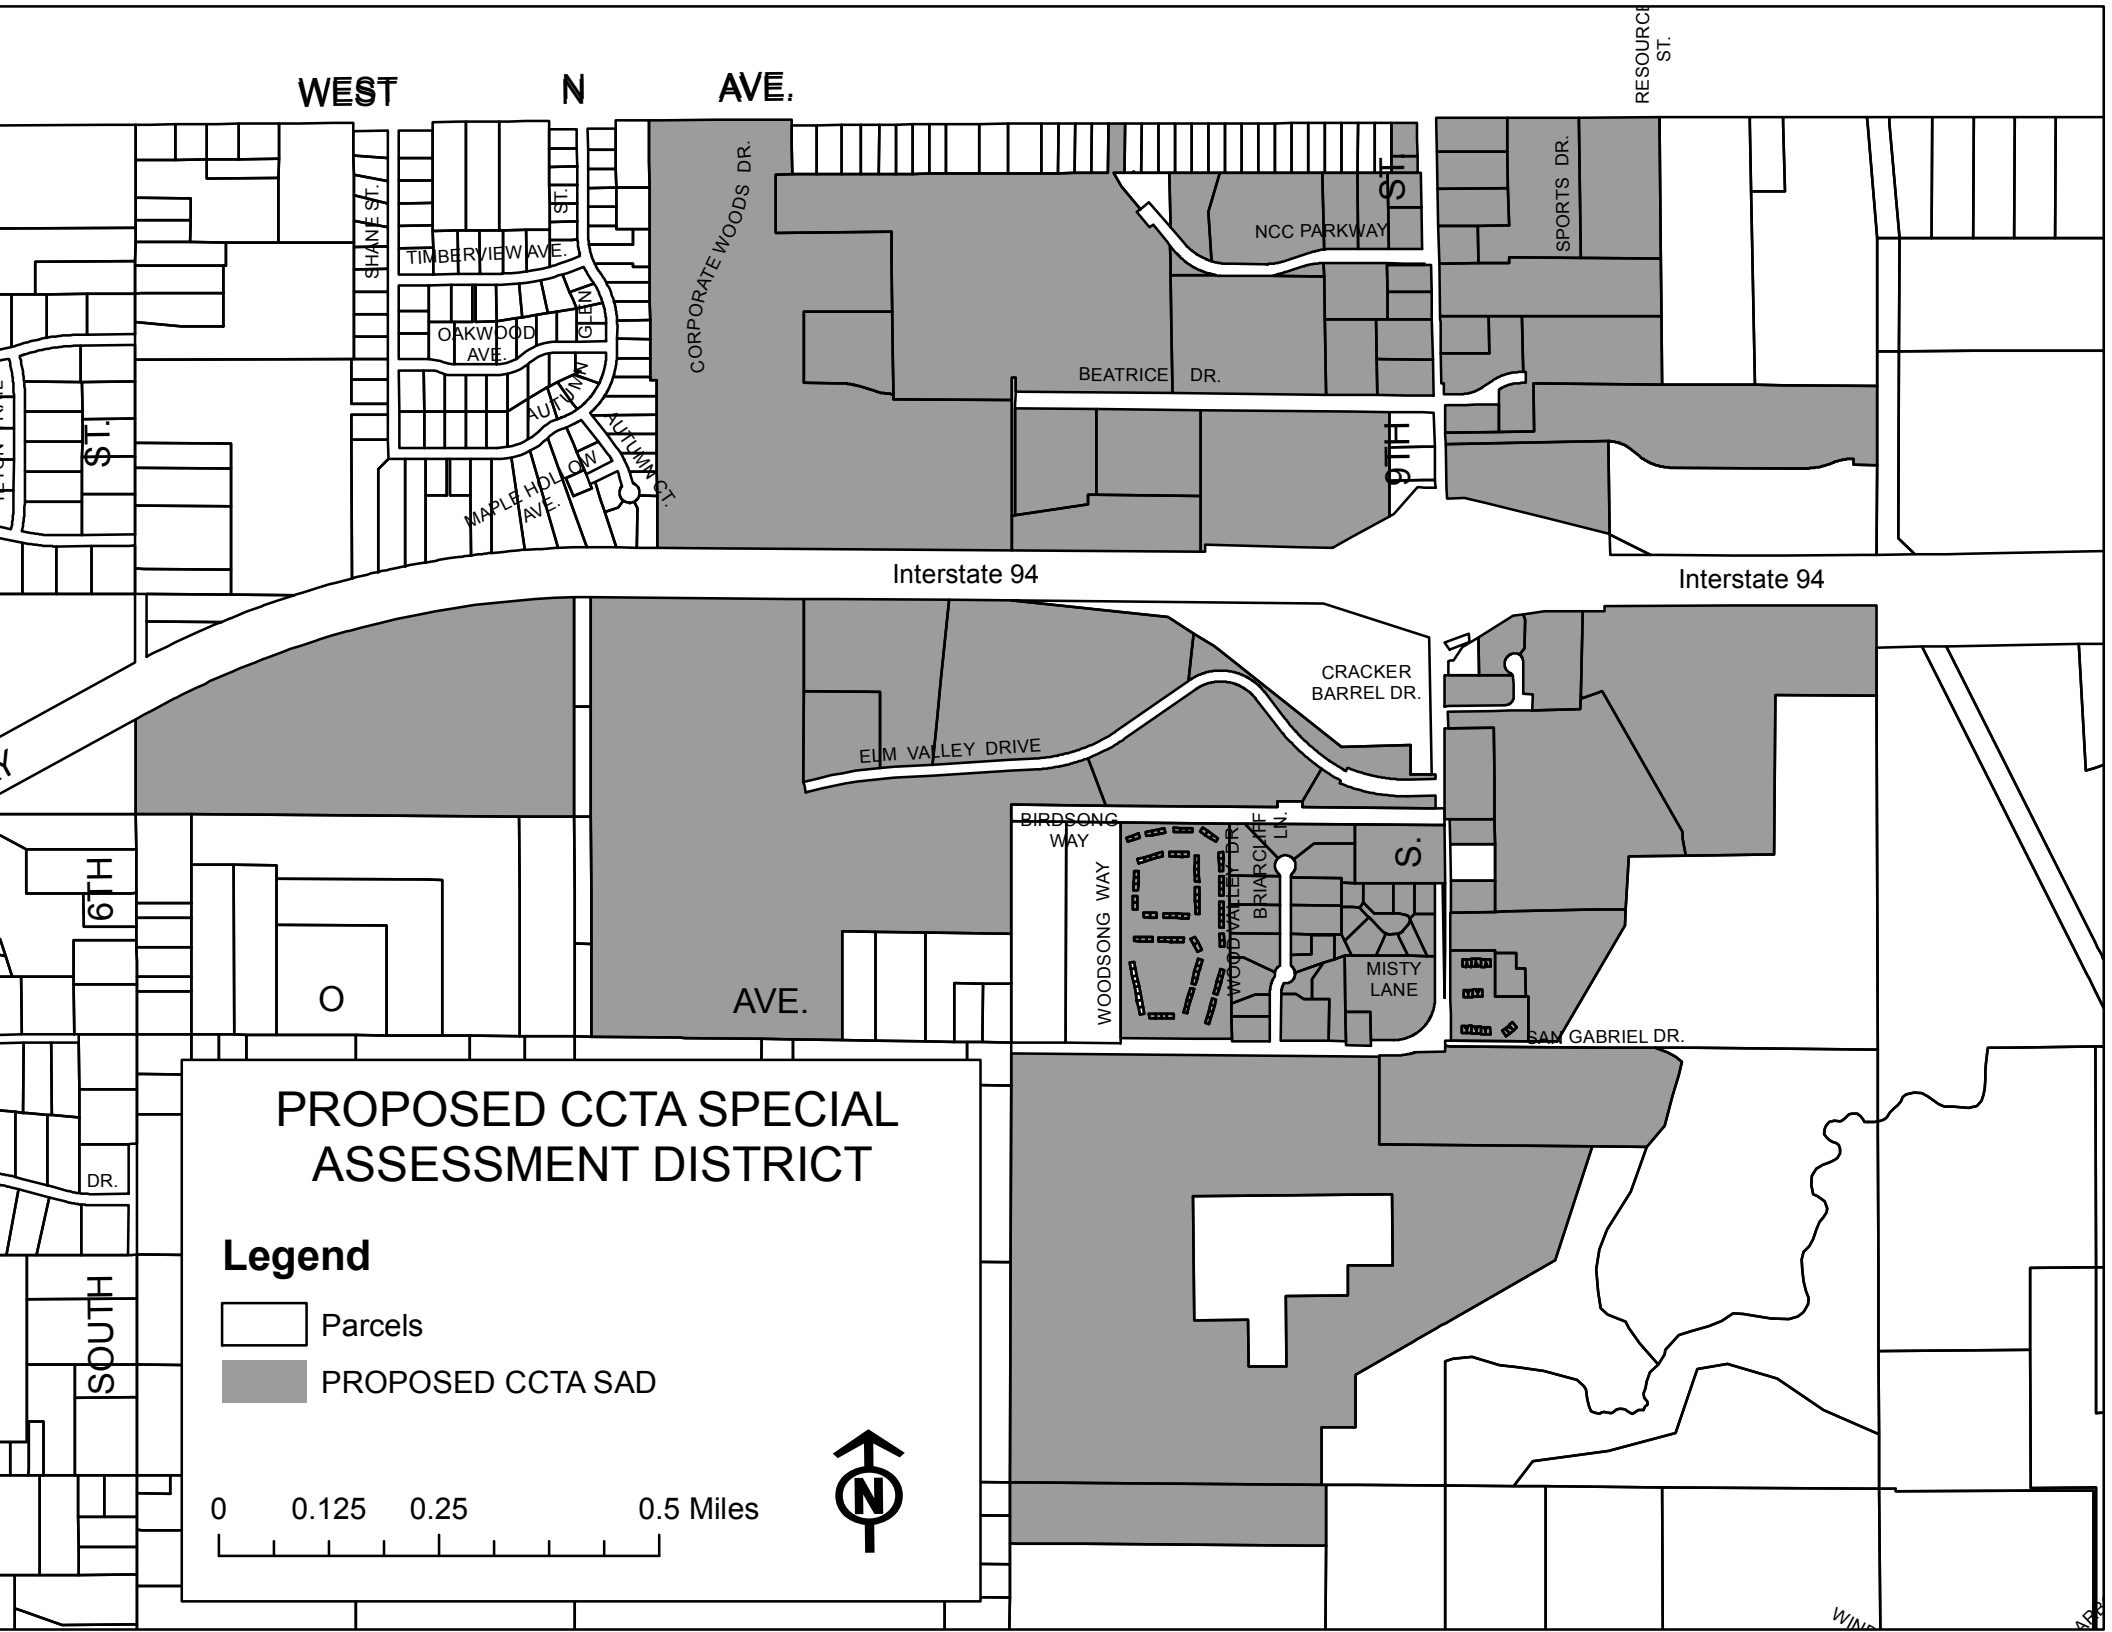 RESOURCE
ST.
WEST N AVE.
SHANE ST.
ST.
TIMBERVIEW AVE.
GLEN
OAKWOOD
AVE.
AUTUMN
AUTUMN CT.
MAPLE HOLLOW
AVE.
CORPORATE WOODS DR.
ST.
NCC PARKWAY
SPORTS DR.
BEATRICE DR.
9TH
ST.
Interstate 94
Interstate 94
CRACKER
BARREL DR.
ELM VALLEY DRIVE
BIRDSONG
WAY
WOODSONG WAY
WOOD VALLEY DR.
BRIARCLIFF
LN.
S.
MISTY
LANE
SAN GABRIEL DR.
6TH
O
AVE.
DR.
SOUTH
PROPOSED CCTA SPECIAL
ASSESSMENT DISTRICT
Legend
Parcels
PROPOSED CCTA SAD
0 0.125 0.25 0.5 Miles
N